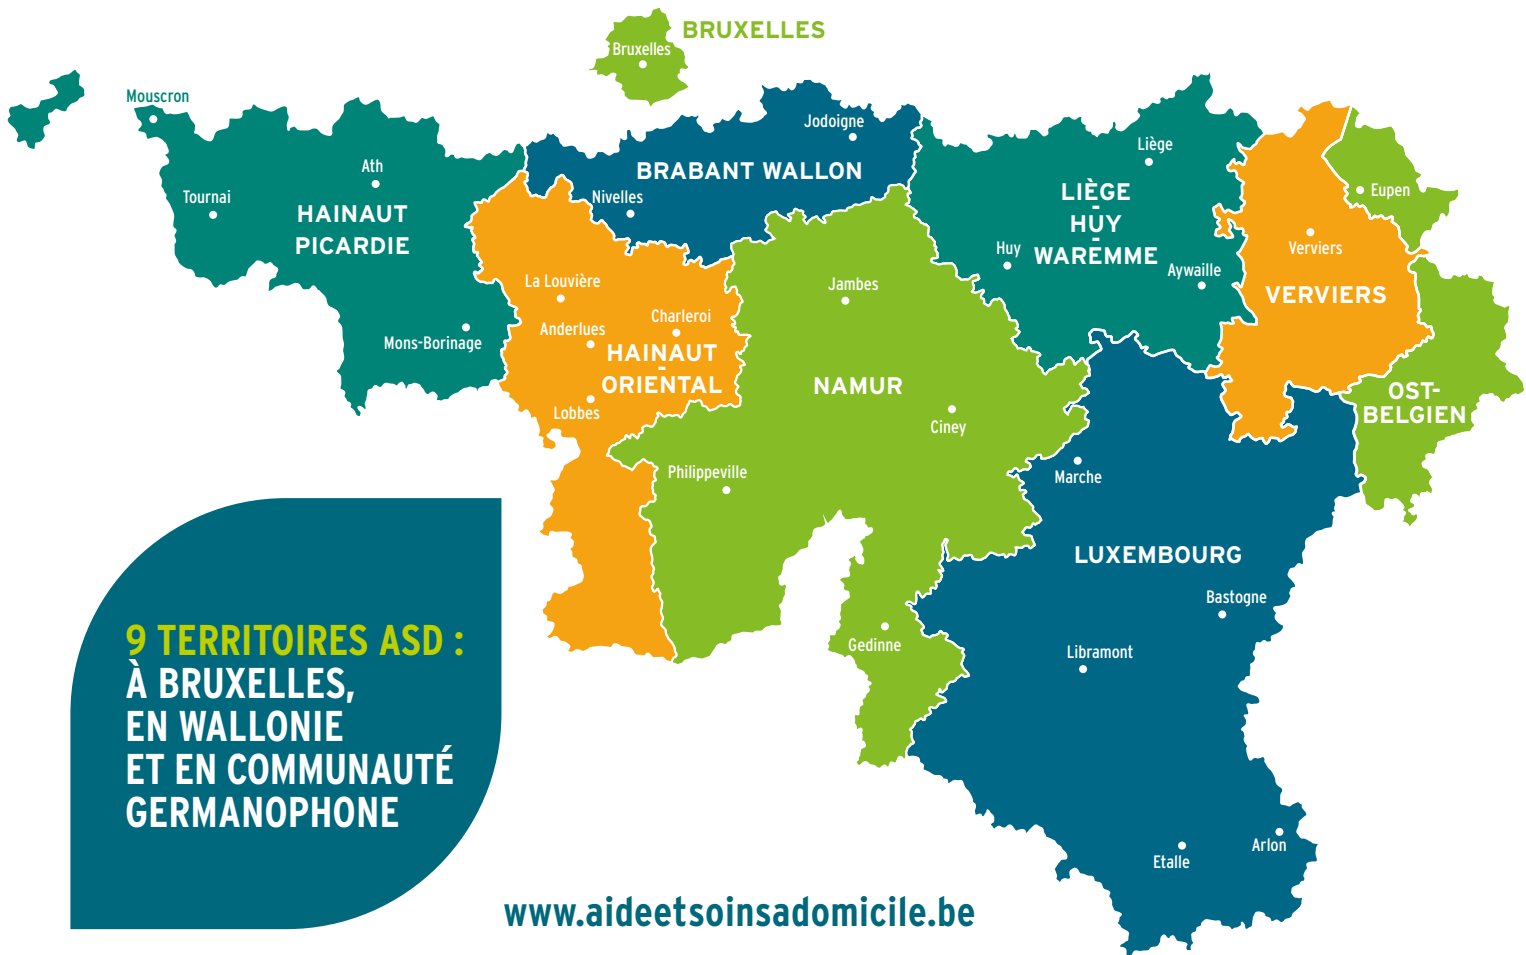 BRUXELLES
Bruxelles
Mouscron
Ath
Tournai
HAINAUT
PICARDIE
Mons-Borinage
Jodoigne
BRABANT WALLON
Nivelles
La Louvière
Charleroi
Anderlues
HAINAUT
-
ORIENTAL
Lobbes
Jambes
NAMUR
Ciney
Philippeville
Gedinne
Liège
LIÈGE
-
HUY
-
WAREMME
Huy
Aywaille
Eupen
Verviers
VERVIERS
OST-
BELGIEN
Marche
LUXEMBOURG
Bastogne
Libramont
Arlon
Etalle
9 TERRITOIRES ASD :
À BRUXELLES,
EN WALLONIE
ET EN COMMUNAUTÉ
GERMANOPHONE
www.aideetsoinsadomicile.be